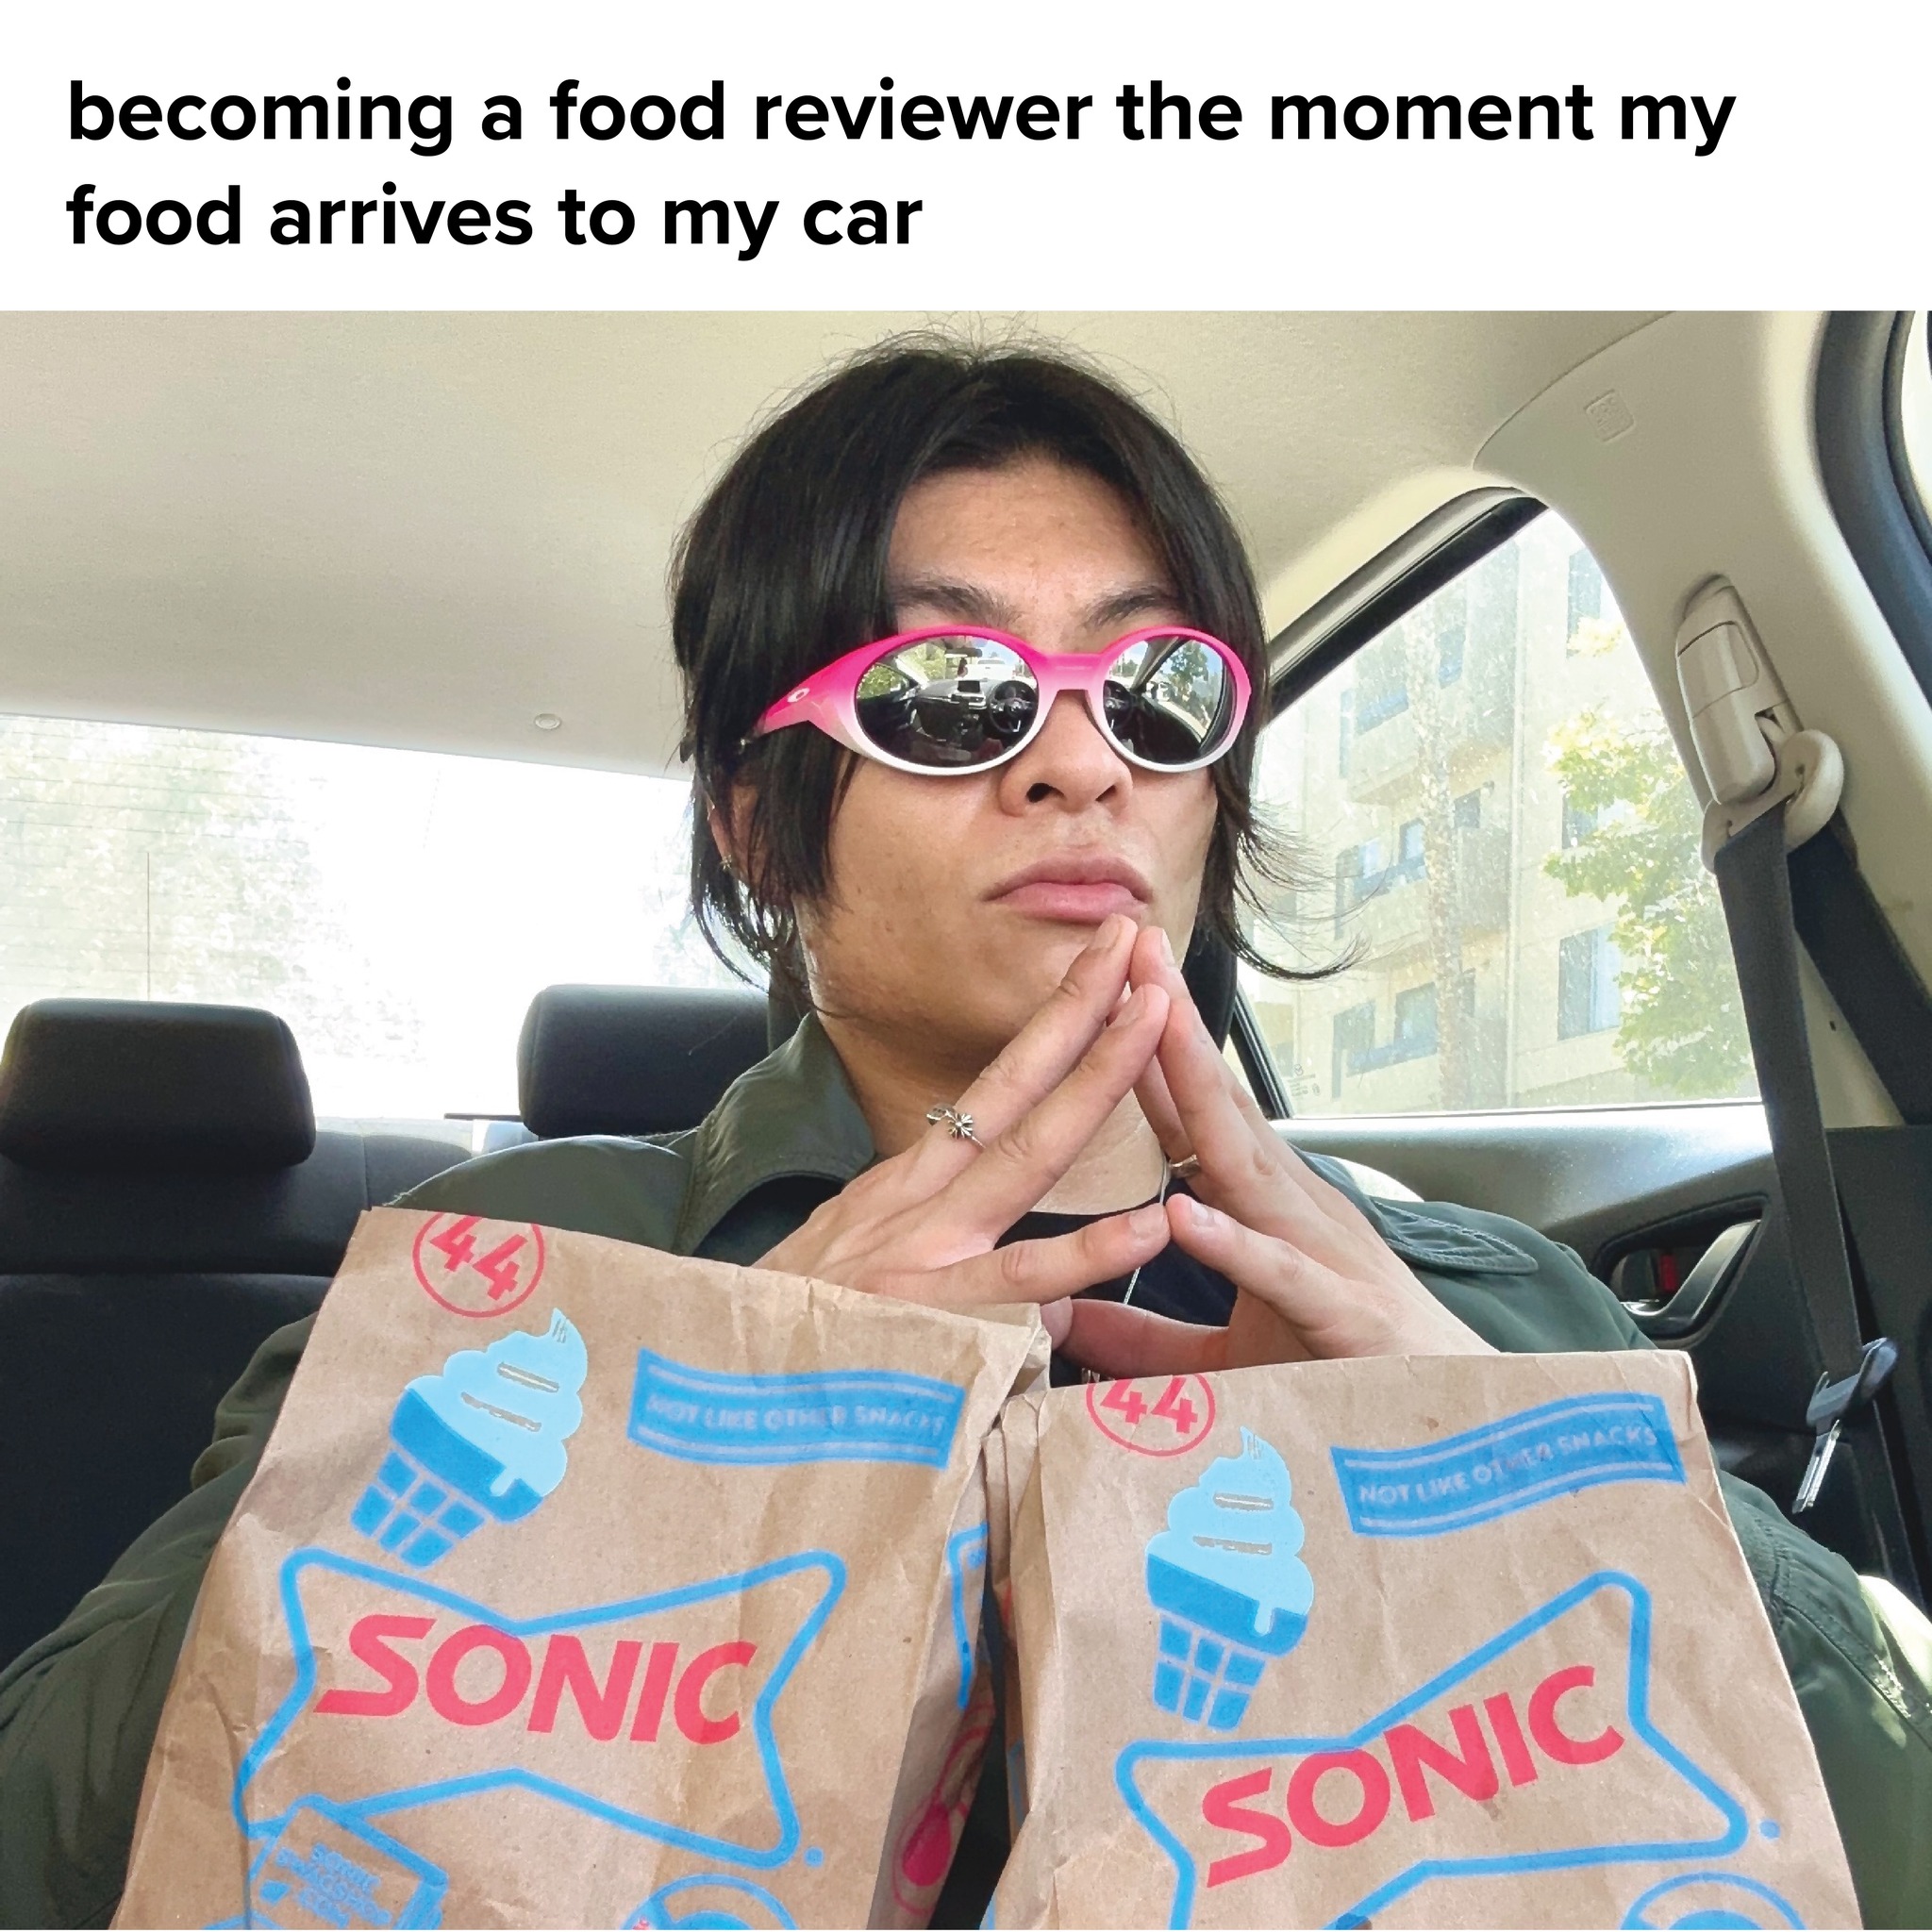 becoming a food reviewer the moment my
food arrives to my car
44
NOT LIKE OTHER SNACKS
SONIC
44
NOT LIKE OTHER SNACKS
SONIC